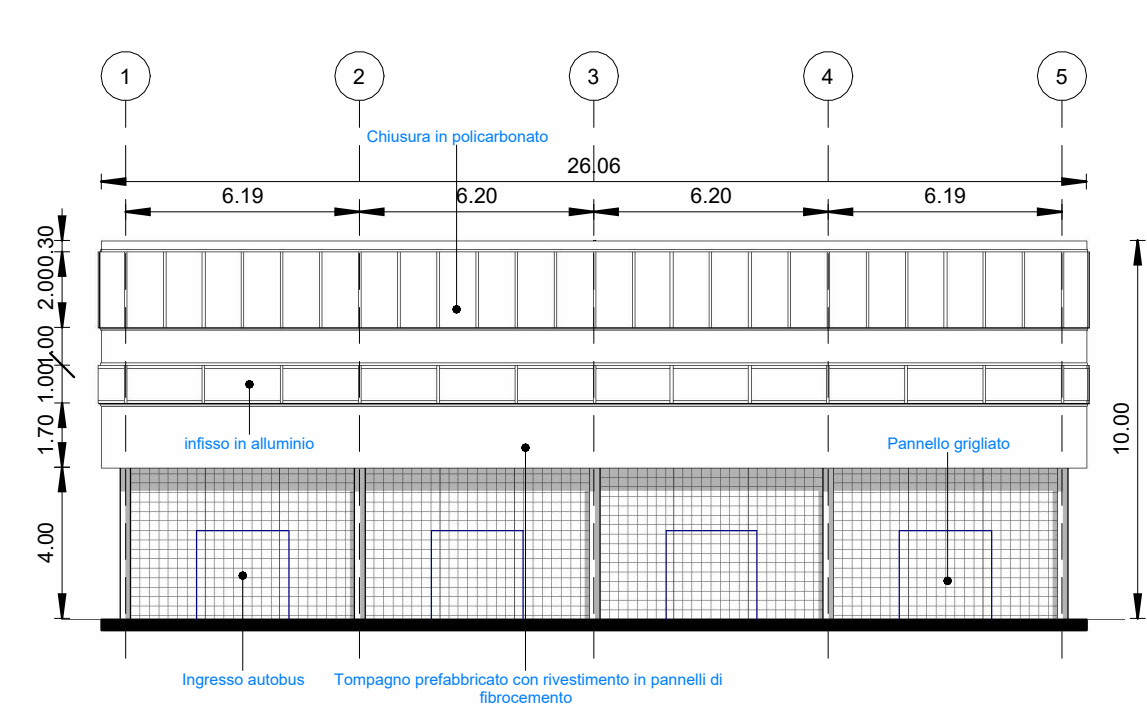 1 2 3 4 5
Chiusura in policarbonato
26.06
6.19 6.20 6.20 6.19
0.30
2.00
1.00
1.00
1.70
4.00
10.00
infisso in alluminio
Pannello grigliato
Ingresso autobus
Tompagno prefabbricato con rivestimento in pannelli di
fibrocemento